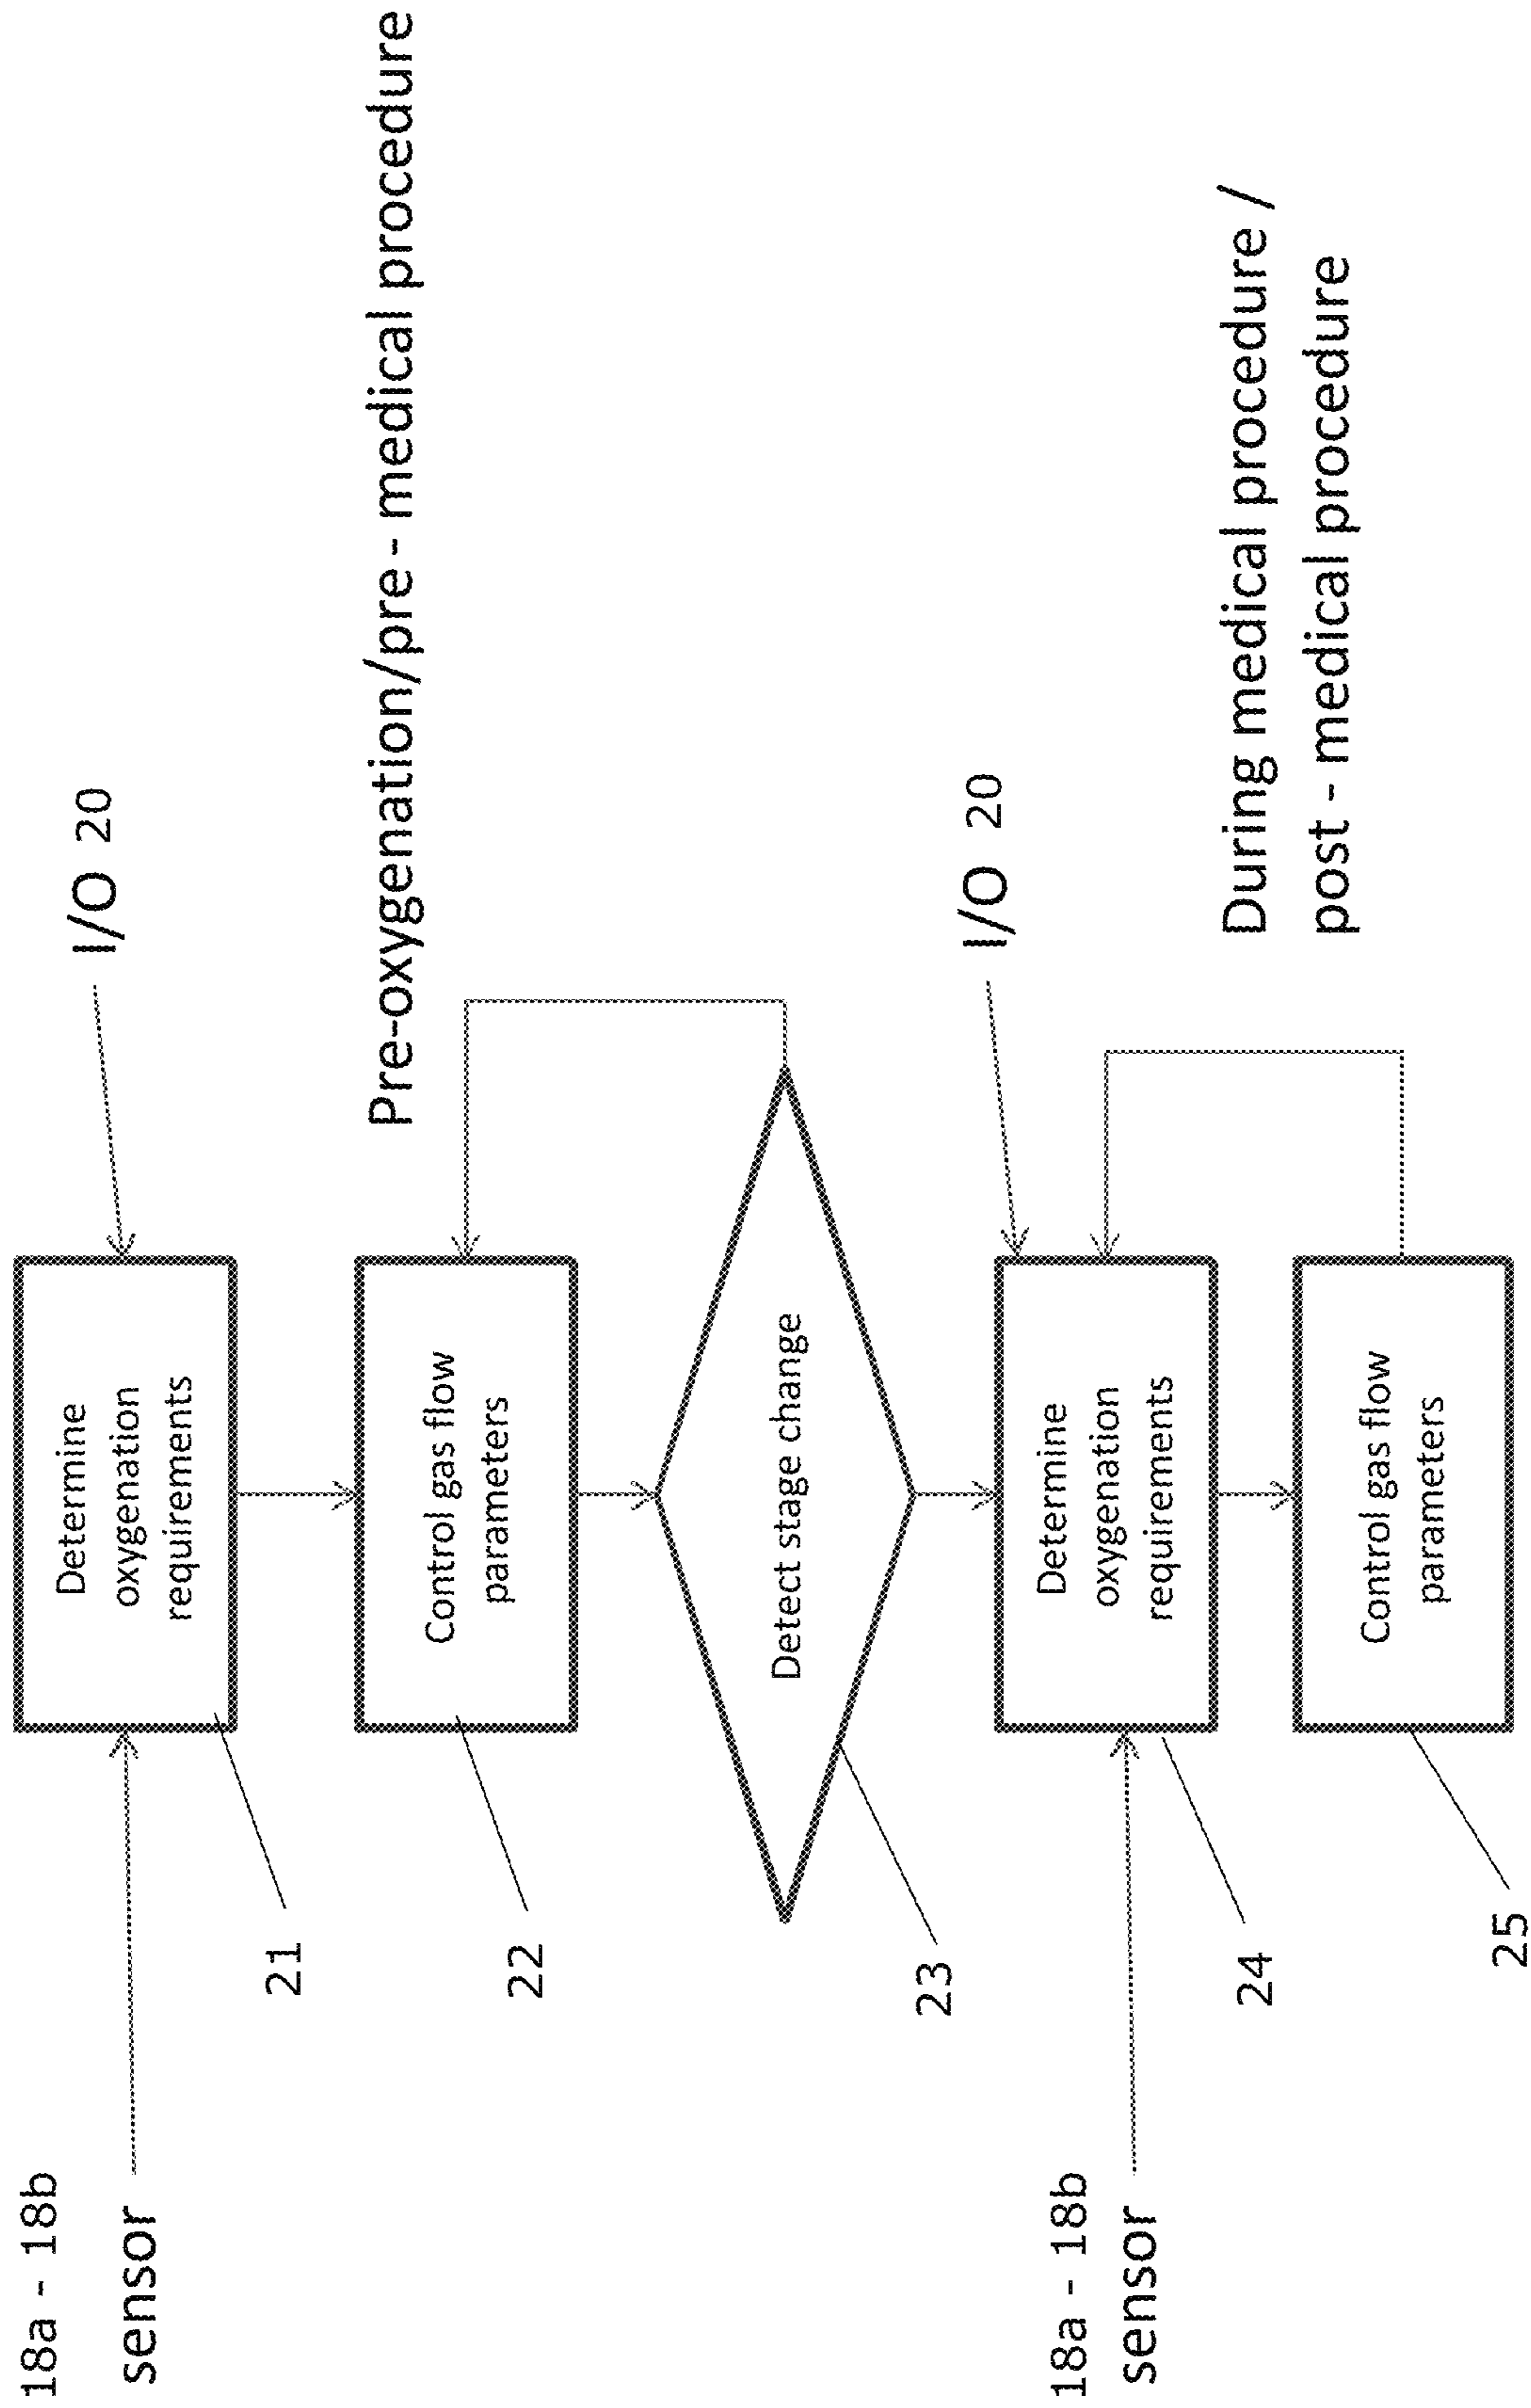 18a - 18b
sensor
Determine
oxygenation
requirements
I/O 20
21
Control gas flow
parameters
22
Pre-oxygenation/pre - medical procedure
Detect stage change
23
18a - 18b
sensor
Determine
oxygenation
requirements
I/O 20
24
Control gas flow
parameters
25
During medical procedure /
post - medical procedure